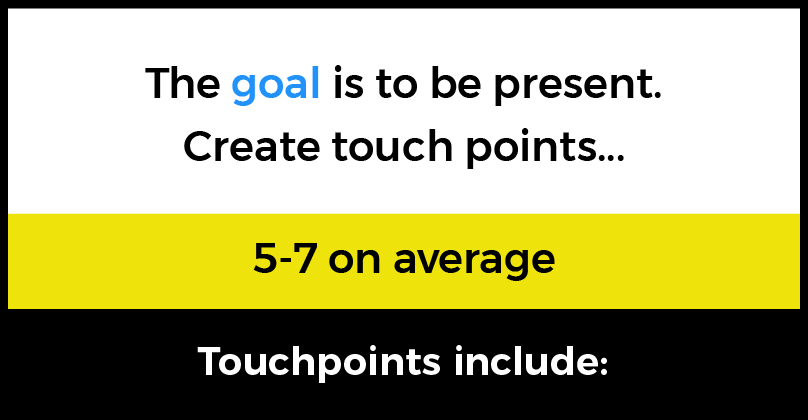 The goal is to be present.
Create touch points...
5-7 on average
Touchpoints include: